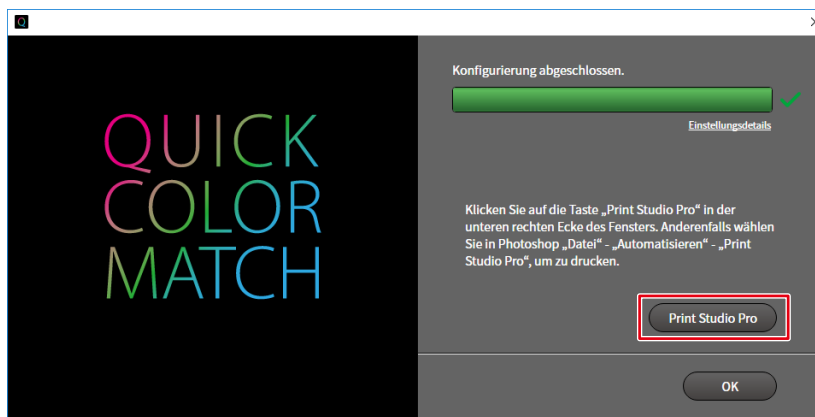 Q
QUICK
COLOR
MATCH
Konfigurierung abgeschlossen.
Einstellungsdetails
Klicken Sie auf die Taste „Print Studio Pro“ in der
unteren rechten Ecke des Fensters. Anderenfalls wählen
Sie in Photoshop „Datei“ - „Automatisieren“ - „Print
Studio Pro“, um zu drucken.
Print Studio Pro
OK